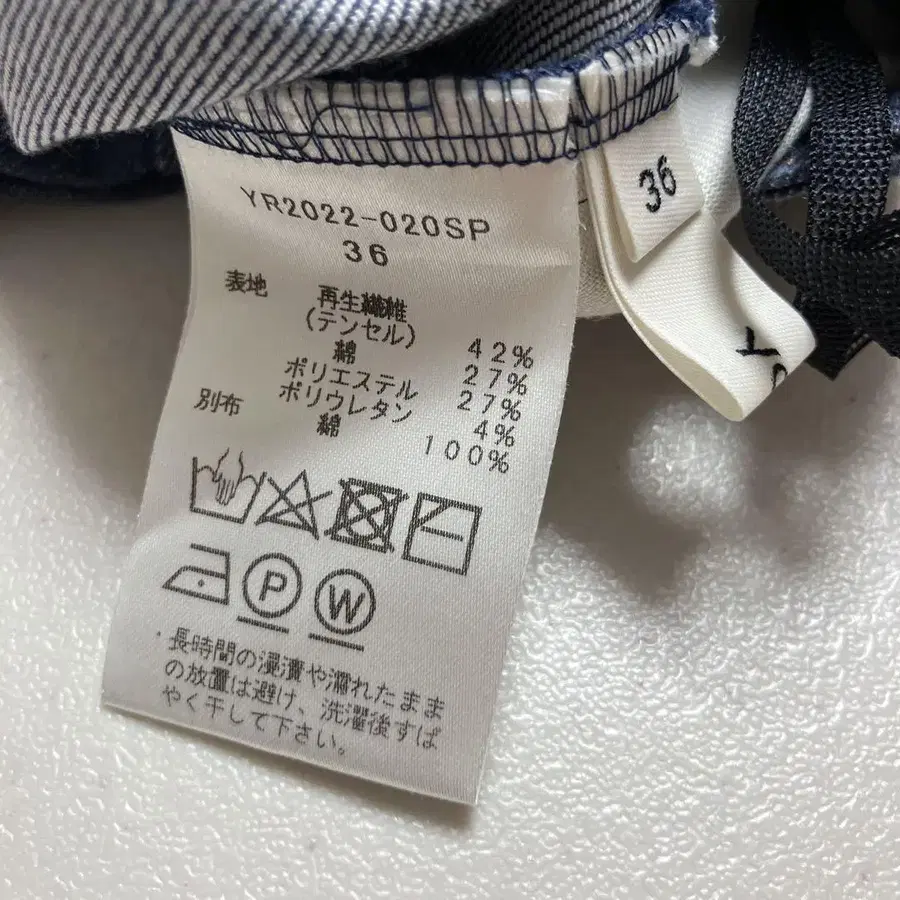 YR2022-020SP
36
表地 再生繊維
(テンセル) 42%
綿 27%
ポリエステル 27%
ポリウレタン 4%
別布 綿 100%
P
W
・長時間の浸漬や濡れたまま
の放置は避け、洗濯後すば
やく干して下さい。
36
Y